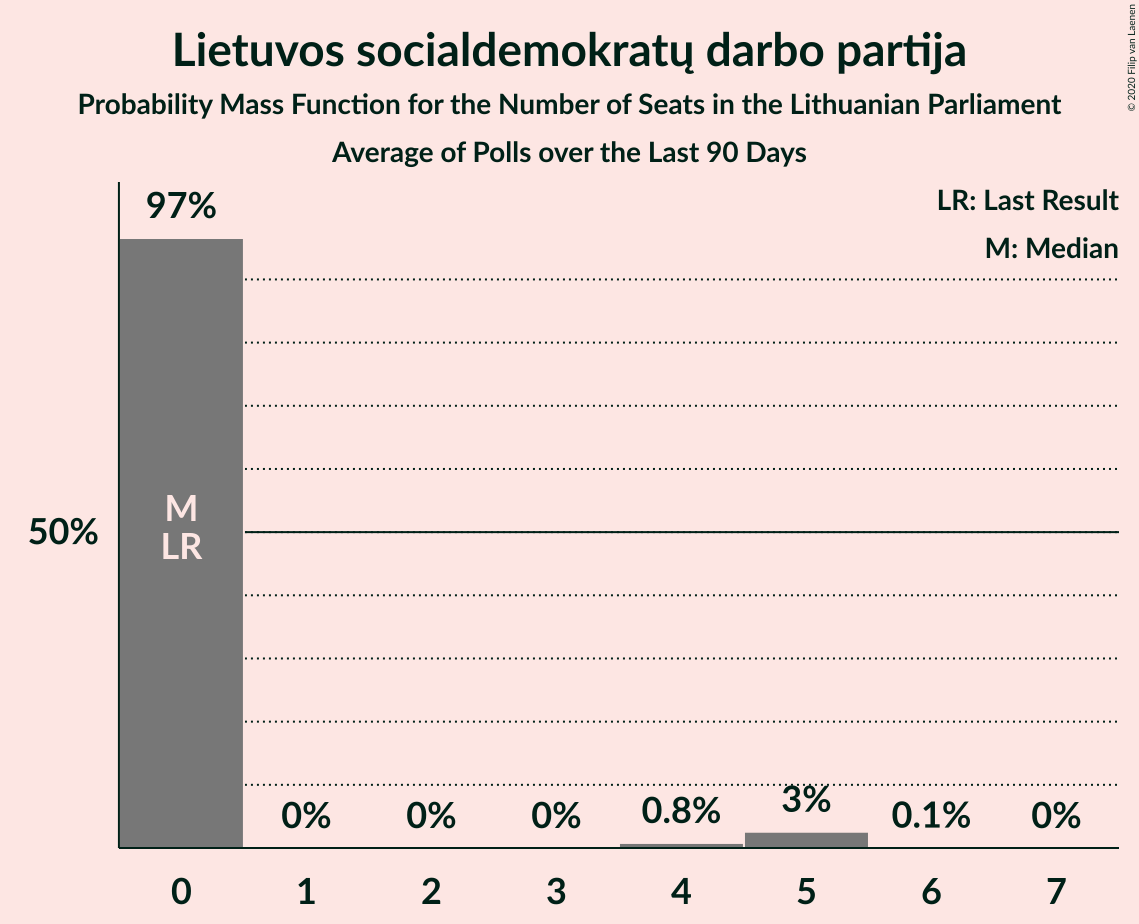 Lietuvos socialdemokratų darbo partija
Probability Mass Function for the Number of Seats in the Lithuanian Parliament
Average of Polls over the Last 90 Days
© 2020 Filip van Laenen
LR: Last Result
M: Median
97%
M
LR
50%
0% 0% 0% 0.8% 3% 0.1% 0%
0 1 2 3 4 5 6 7